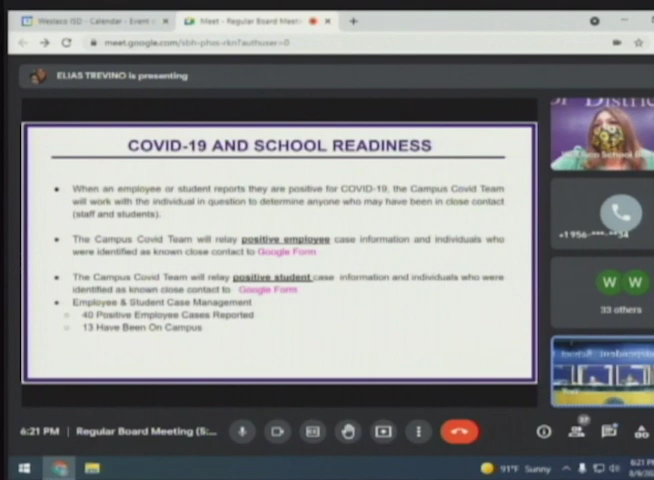 Weslaco ISD - Calendar - Event
Meet - Regular Board Meeti
meet.google.com/
ELIAS TREVINO is presenting
COVID-19 AND SCHOOL READINESS
• When an employee or student reports they are positive for COVID-19, the Campus Covid Team
will work with the individual in question to determine anyone who may have been in close contact
(staff and students).
• The Campus Covid Team will relay positive employee case information and individuals who
were identified as known close contact to Google Form
• The Campus Covid Team will relay positive student case information and individuals who were
identified as known close contact to Google Form
• Employee & Student Case Management
○ 40 Positive Employee Cases Reported
○ 13 Have Been On Campus
W W
33 others
6:21 PM | Regular Board Meeting (5:...
37
91°F Sunny
6:21 PM